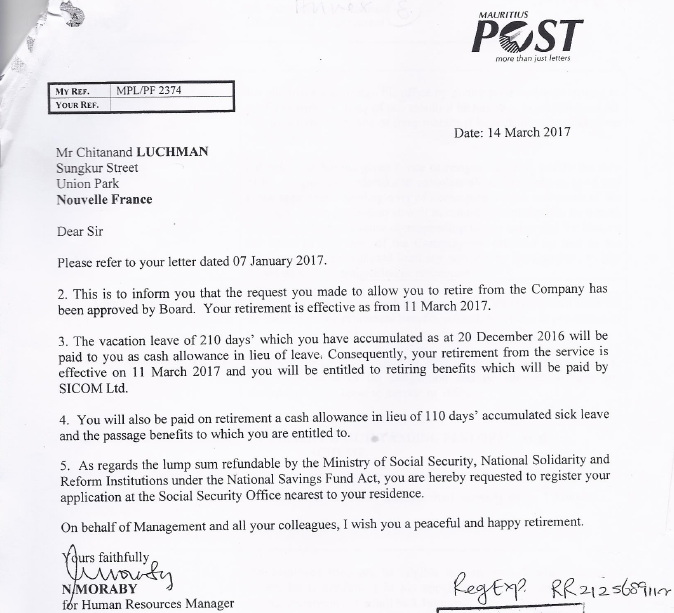 MAURITIUS
POST
more than just letters
MY REF. MPL/PF 2374
YOUR REF.
Date: 14 March 2017
Mr Chitanand LUCHMAN
Sungkur Street
Union Park
Nouvelle France
Dear Sir
Please refer to your letter dated 07 January 2017.
2. This is to inform you that the request you made to allow you to retire from the Company has
been approved by Board. Your retirement is effective as from 11 March 2017.
3. The vacation leave of 210 days' which you have accumulated as at 20 December 2016 will be
paid to you as cash allowance in lieu of leave. Consequently, your retirement from the service is
effective on 11 March 2017 and you will be entitled to retiring benefits which will be paid by
SICOM Ltd.
4. You will also be paid on retirement a cash allowance in lieu of 110 days' accumulated sick leave
and the passage benefits to which you are entitled to.
5. As regards the lump sum refundable by the Ministry of Social Security, National Solidarity and
Reform Institutions under the National Savings Fund Act, you are hereby requested to register your
application at the Social Security Office nearest to your residence.
On behalf of Management and all your colleagues, I wish you a peaceful and happy retirement.
Yours faithfully
N MORABY
for Human Resources Manager
RegExp.